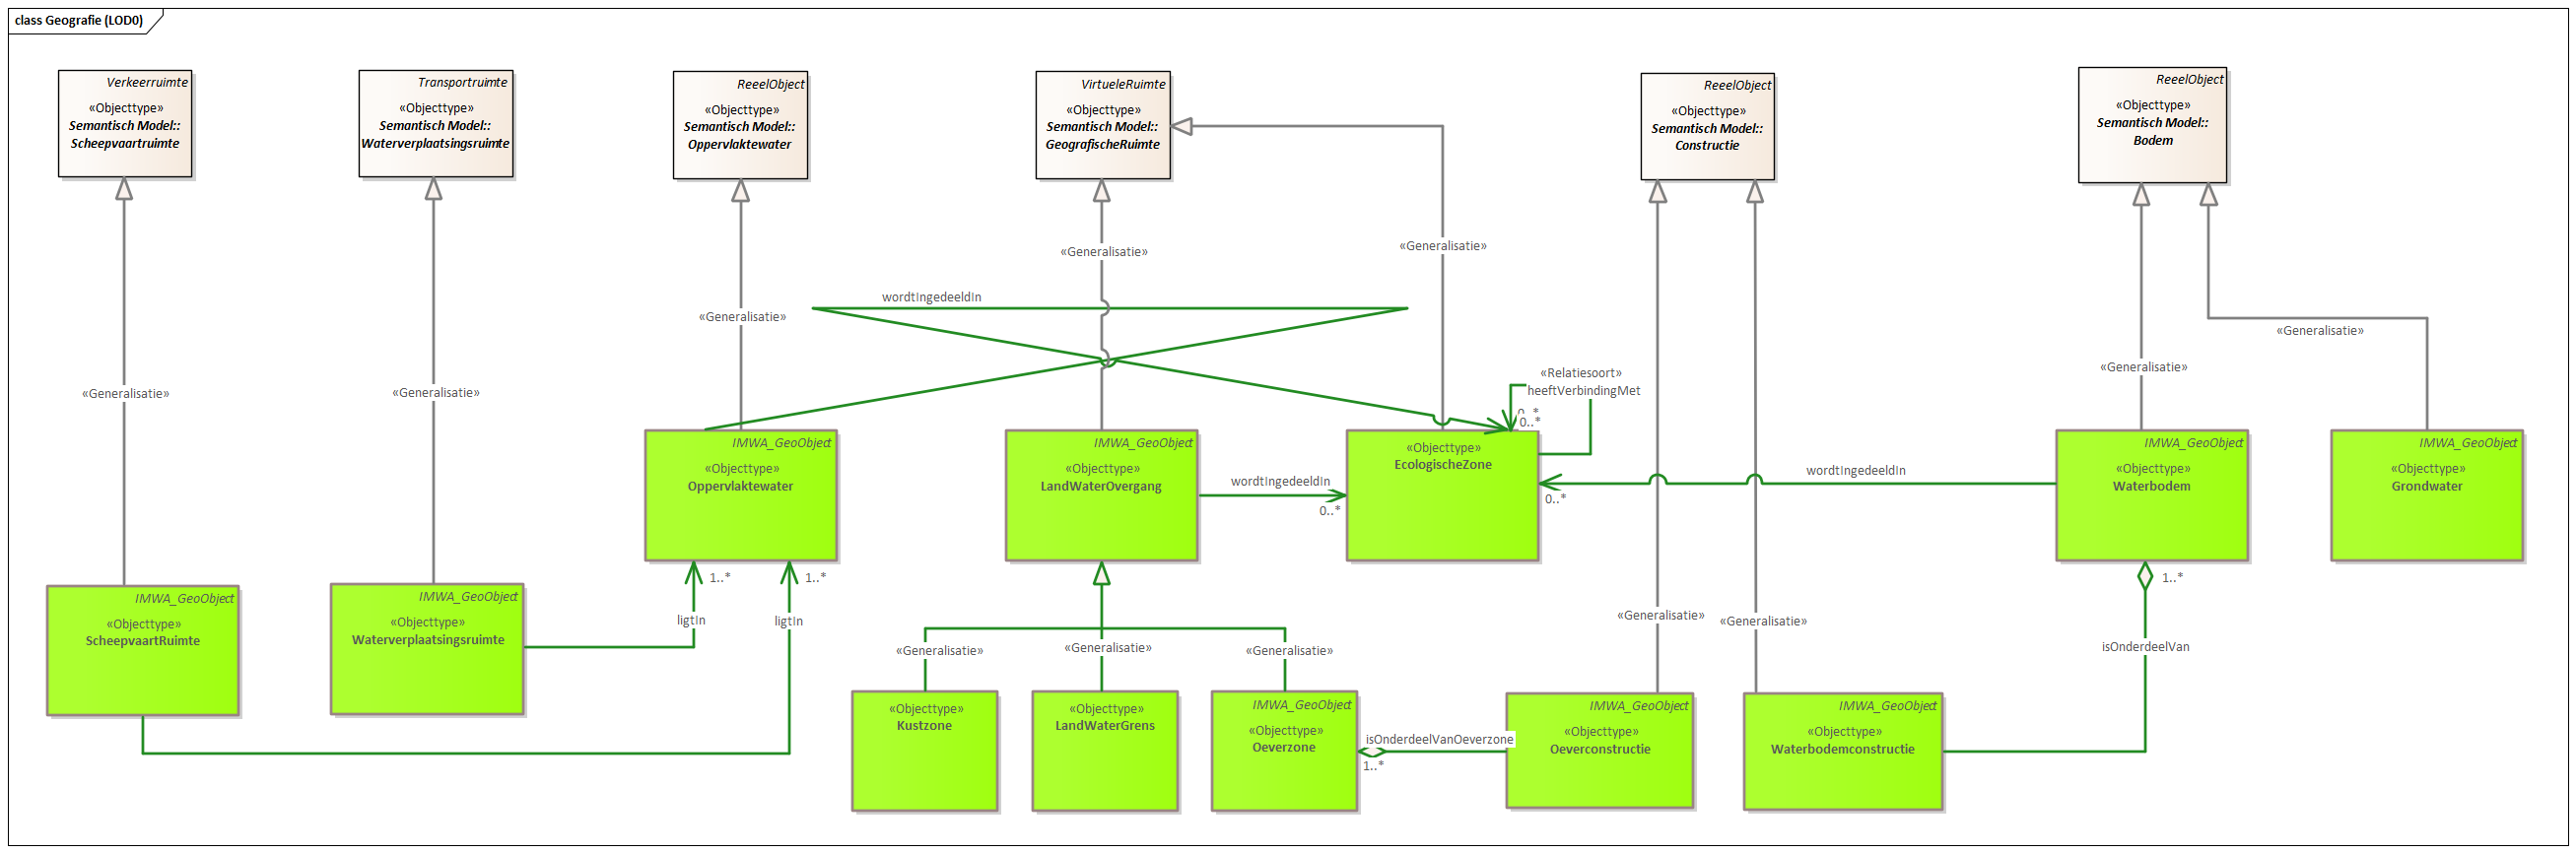 class Geografie (LOD0)
Verkeerruimte
«Objecttype»
Semantisch Model::
Scheepvaartruimte
Transportruimte
«Objecttype»
Semantisch Model::
Waterverplaatsingsruimte
ReeelObject
«Objecttype»
Semantisch Model::
Oppervlaktewater
VirtueleRuimte
«Objecttype»
Semantisch Model::
GeografischeRuimte
ReeelObject
«Objecttype»
Semantisch Model::
Constructie
ReeelObject
«Objecttype»
Semantisch Model::
Bodem
«Generalisatie»
«Generalisatie»
wordtIngedeeldIn
«Generalisatie»
«Generalisatie»
«Generalisatie»
«Generalisatie»
«Generalisatie»
«Relatiesoort»
heeftVerbindingMet
0..*
0..*
IMWA_GeoObject
«Objecttype»
Oppervlaktewater
IMWA_GeoObject
«Objecttype»
LandWaterOvergang
wordtIngedeeldIn
0..*
«Objecttype»
EcologischeZone
wordtIngedeeldIn
0..*
IMWA_GeoObject
«Objecttype»
Waterbodem
IMWA_GeoObject
«Objecttype»
Grondwater
1..*
1..*
1..*
ligtIn
ligtIn
IMWA_GeoObject
«Objecttype»
ScheepvaartRuimte
IMWA_GeoObject
«Objecttype»
Waterverplaatsingsruimte
«Generalisatie»
«Generalisatie»
«Generalisatie»
«Generalisatie»
«Generalisatie»
isOnderdeelVan
«Objecttype»
Kustzone
«Objecttype»
LandWaterGrens
IMWA_GeoObject
«Objecttype»
Oeverzone
isOnderdeelVanOeverzone
1..*
IMWA_GeoObject
«Objecttype»
Oeverconstructie
IMWA_GeoObject
«Objecttype»
Waterbodemconstructie